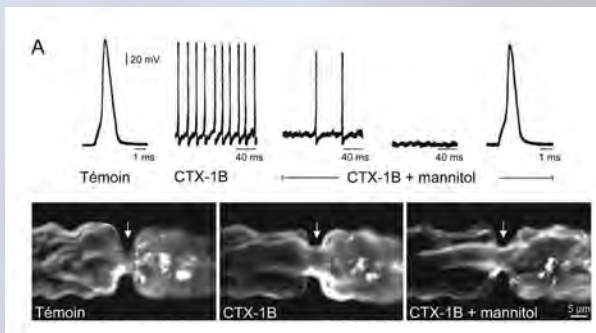 A
20 mV
1 ms
40 ms
40 ms
40 ms
1 ms
Témoin
CTX-1B
CTX-1B + mannitol
Témoin
CTX-1B
CTX-1B + mannitol
5 µm